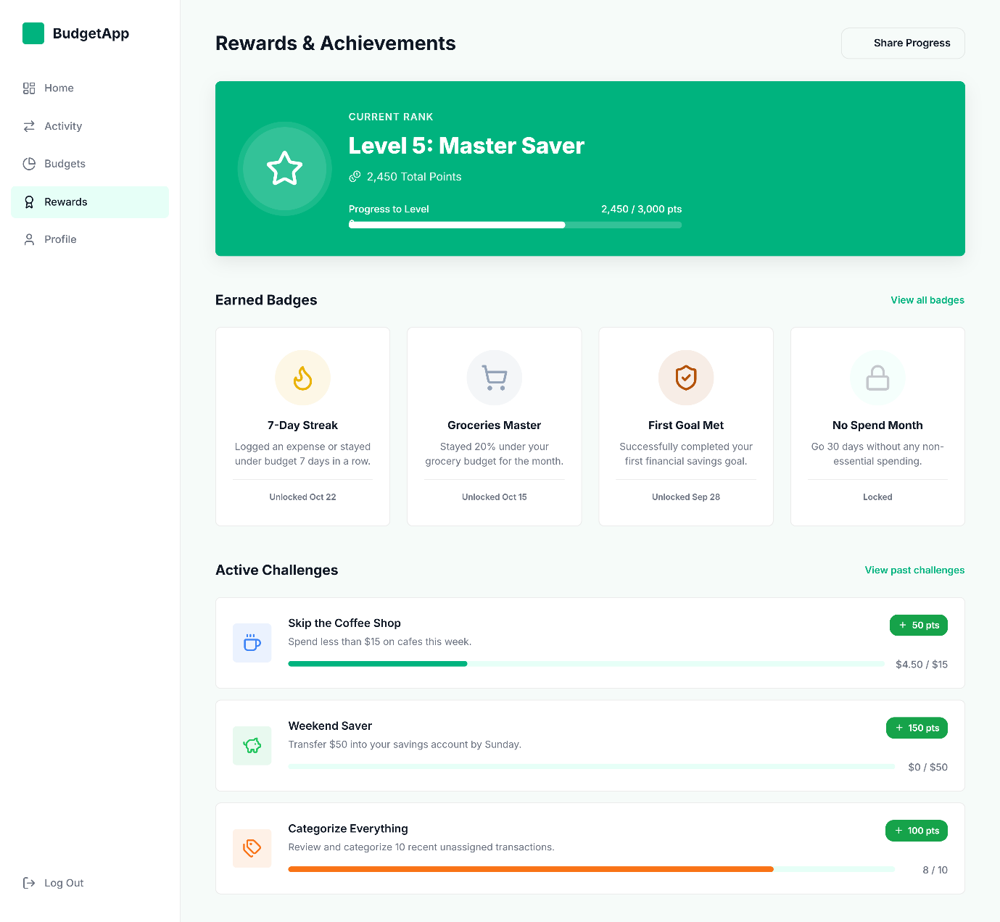 BudgetApp
Home
Activity
Budgets
Rewards
Profile
Log Out
Rewards & Achievements
Share Progress
CURRENT RANK
Level 5: Master Saver
2,450 Total Points
Progress to Level
2,450 / 3,000 pts
Earned Badges
View all badges
7-Day Streak
Logged an expense or stayed
under budget 7 days in a row.
Unlocked Oct 22
Groceries Master
Stayed 20% under your
grocery budget for the month.
Unlocked Oct 15
First Goal Met
Successfully completed your
first financial savings goal.
Unlocked Sep 28
No Spend Month
Go 30 days without any non-
essential spending.
Locked
Active Challenges
View past challenges
Skip the Coffee Shop
+ 50 pts
Spend less than $15 on cafes this week.
$4.50 / $15
Weekend Saver
+ 150 pts
Transfer $50 into your savings account by Sunday.
$0 / $50
Categorize Everything
+ 100 pts
Review and categorize 10 recent unassigned transactions.
8 / 10